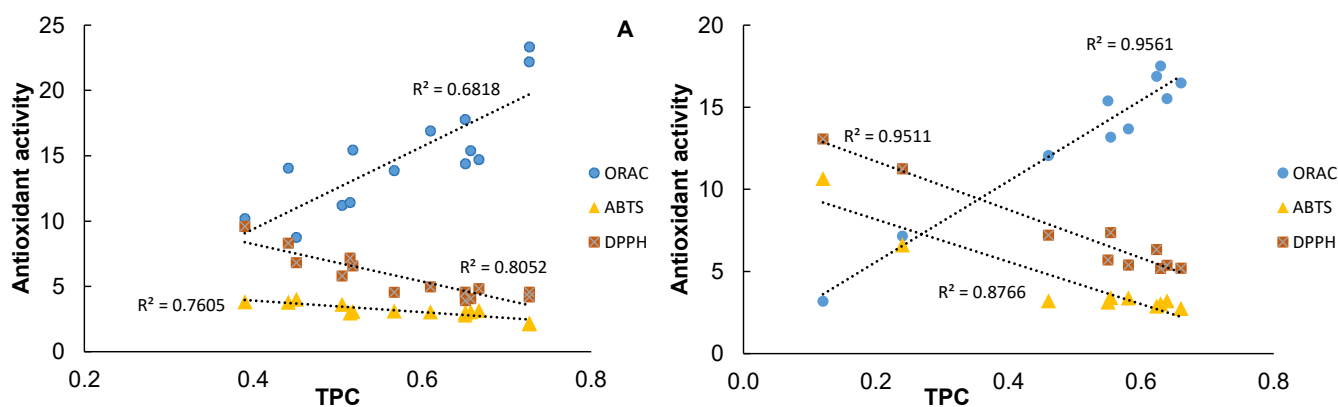 Antioxidant activity
25
20
15
10
5
0
0.2
0.4
0.6
0.8
TPC
A
R² = 0.6818
R² = 0.8052
R² = 0.7605
ORAC
ABTS
DPPH
Antioxidant activity
20
15
10
5
0
0.0
0.2
0.4
0.6
0.8
TPC
R² = 0.9561
R² = 0.9511
R² = 0.8766
ORAC
ABTS
DPPH